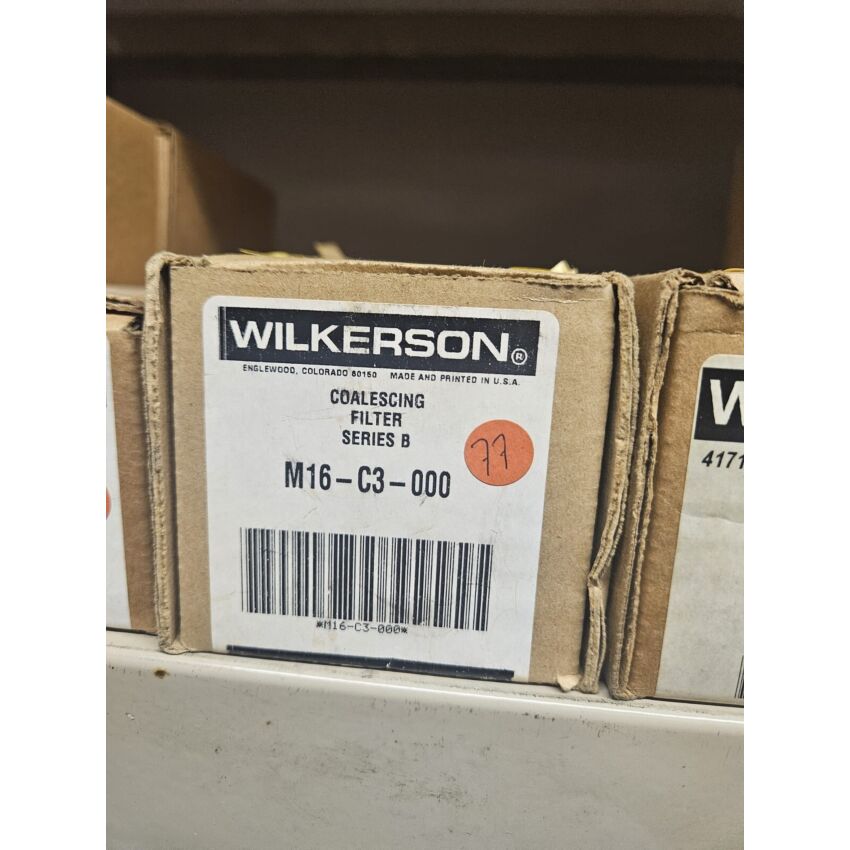 WILKERSON®
ENGLEWOOD, COLORADO 80150 MADE AND PRINTED IN U.S.A.
COALESCING
FILTER
SERIES B
77
M16-C3-000
*M16-C3-000*
W
4171